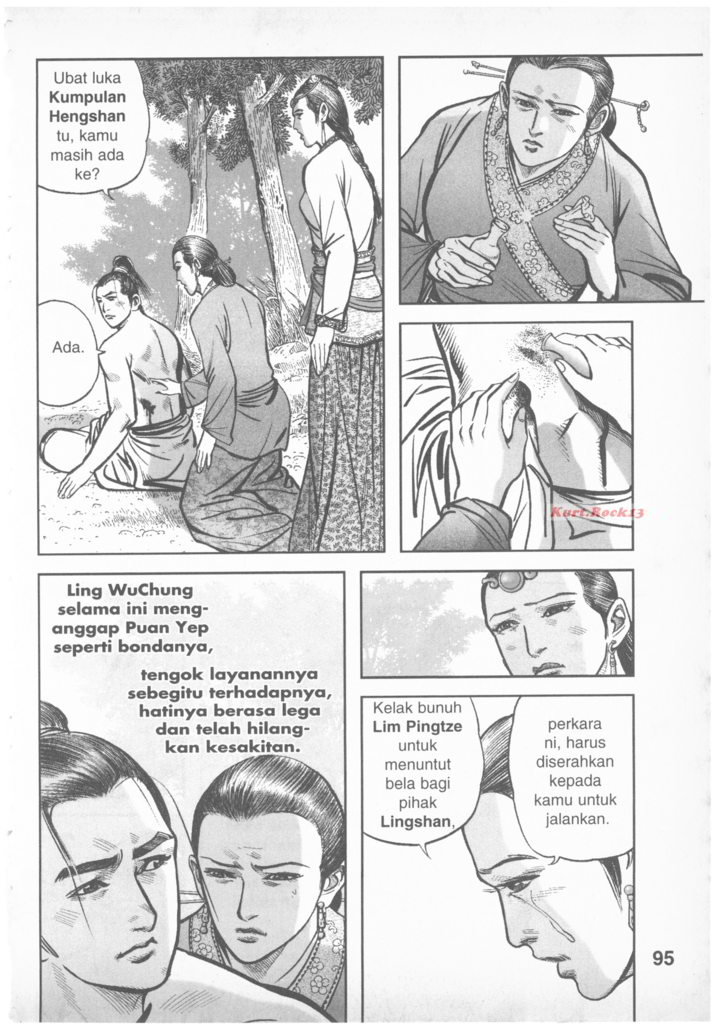 Ubat luka
Kumpulan
Hengshan
tu, kamu
masih ada
ke?
Ada.
Kurt.Rock13
Ling WuChung
selama ini meng-
anggap Puan Yep
seperti bondanya,
tengok layanannya
sebegitu terhadapnya,
hatinya berasa lega
dan telah hilang-
kan kesakitan.
Kelak bunuh
Lim Pingtze
untuk
menuntut
bela bagi
pihak
Lingshan,
perkara
ni, harus
diserahkan
kepada
kamu untuk
jalankan.
95